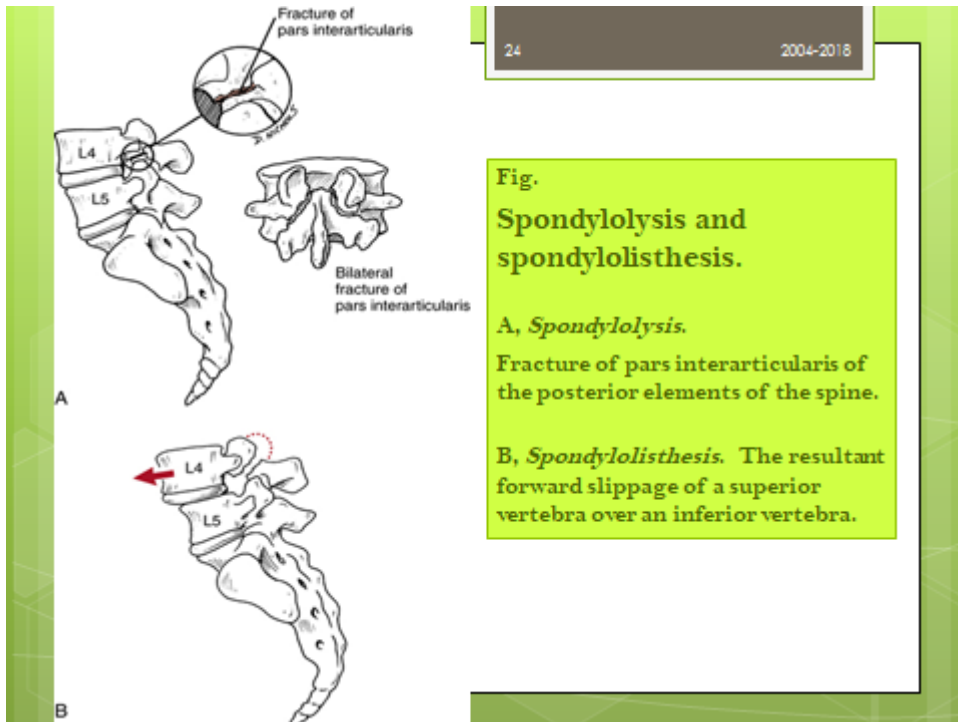 Fracture of
pars interarticularis
D. NICHOLS
L4
L5
Bilateral
fracture of
pars interarticularis
A
L4
L5
B
24 2004-2018
Fig.
Spondylolysis and
spondylolisthesis.
A, Spondylolysis.
Fracture of pars interarticularis of
the posterior elements of the spine.
B, Spondylolisthesis. The resultant
forward slippage of a superior
vertebra over an inferior vertebra.